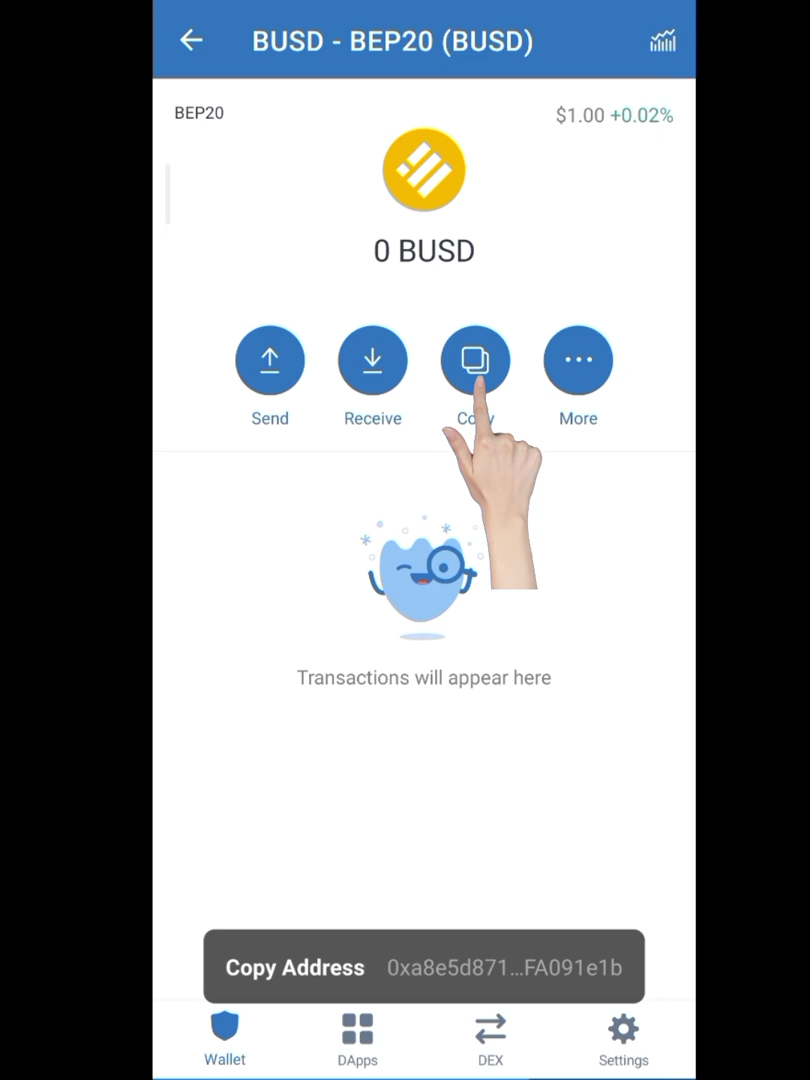 BUSD - BEP20 (BUSD)
BEP20
$1.00 +0.02%
0 BUSD
Send Receive Copy More
Transactions will appear here
Copy Address 0xa8e5d871...FA091e1b
Wallet DApps DEX Settings